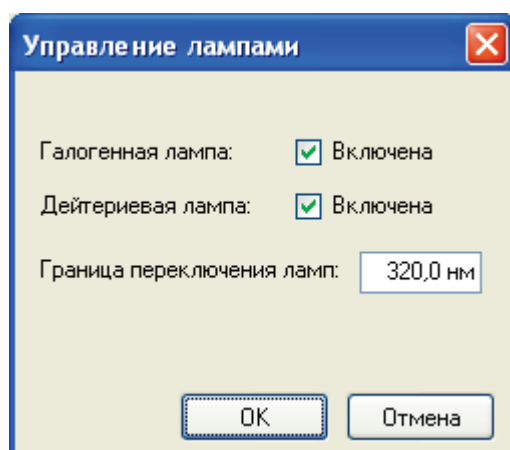 Управление лампами
Галогенная лампа: Включена
Дейтериевая лампа: Включена
Граница переключения ламп: 320,0 нм
OK Отмена